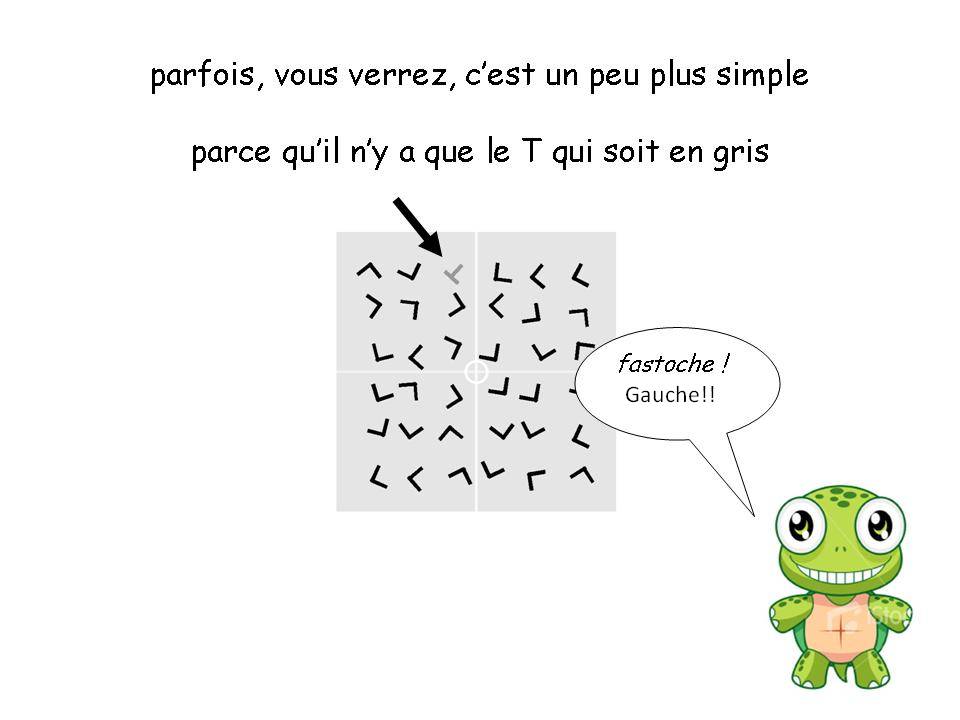 parfois, vous verrez, c’est un peu plus simple
parce qu’il n’y a que le T qui soit en gris
fastoche !
Gauche!!
iStoc